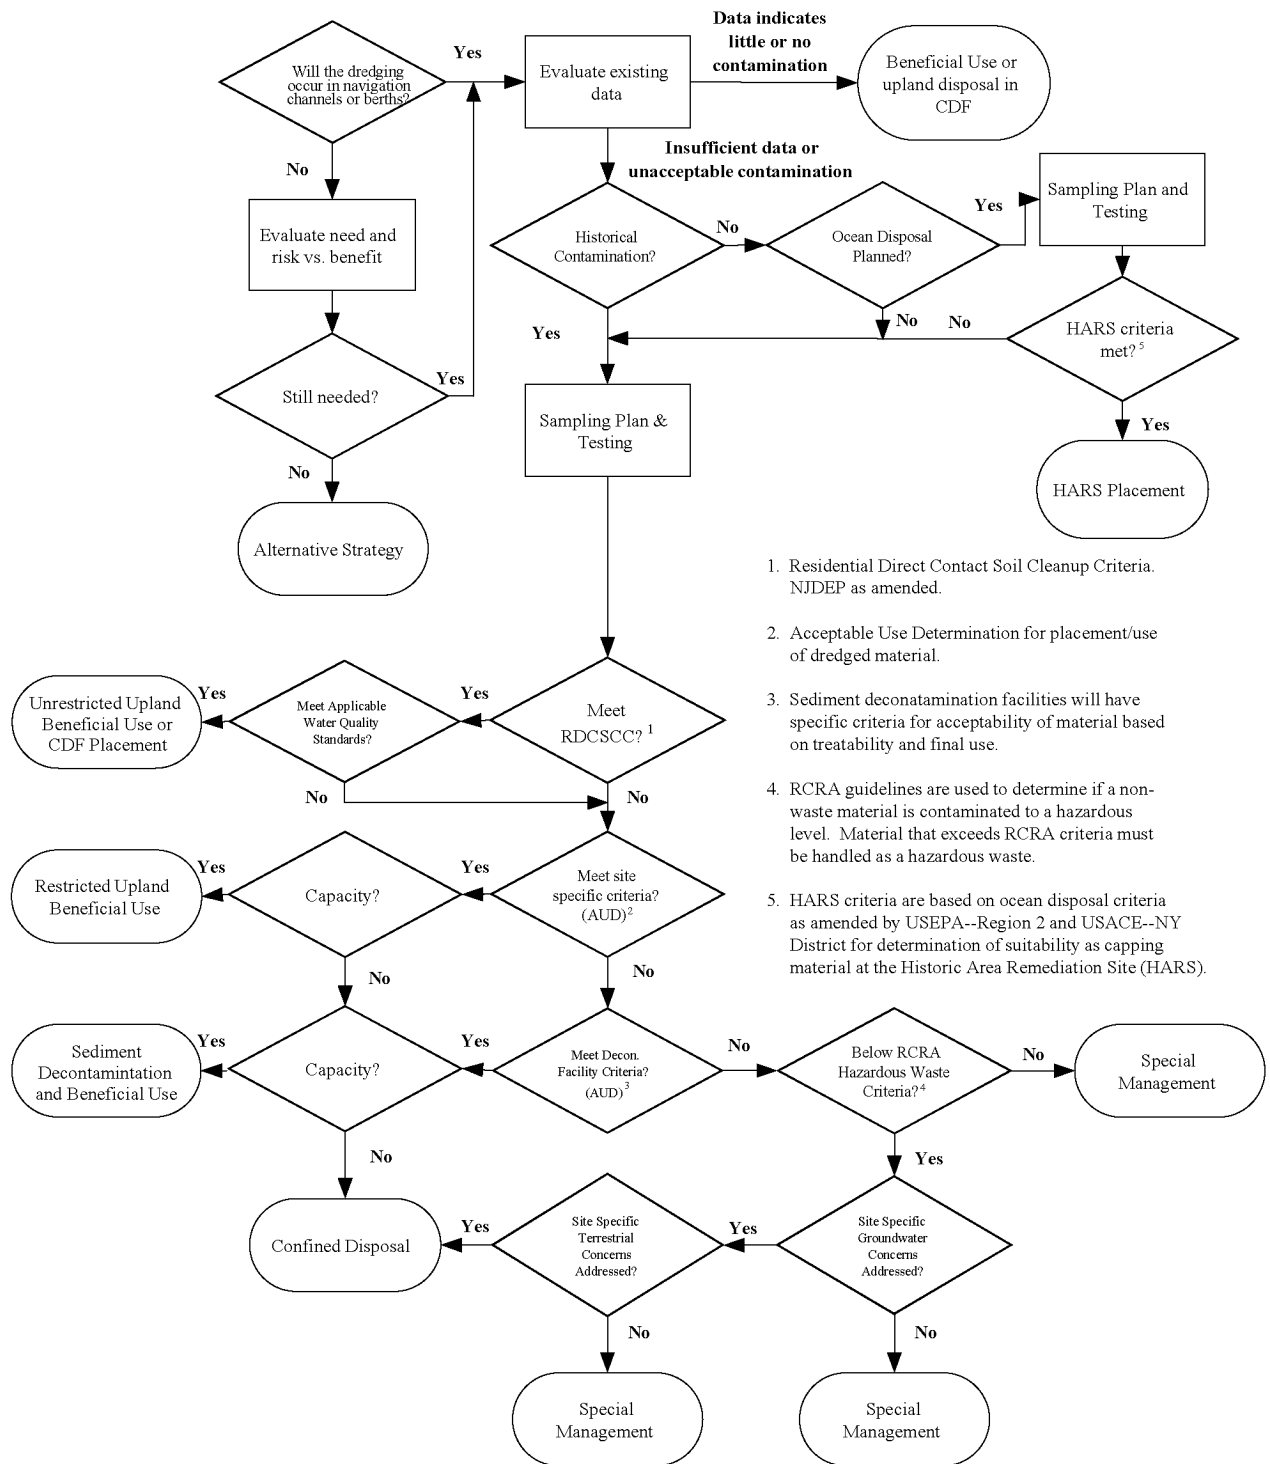 Will the dredging
occur in navigation
channels or berths?
Yes
No
Evaluate existing
data
Data indicates
little or no
contamination
Beneficial Use or
upland disposal in
CDF
Insufficient data or
unacceptable contamination
Evaluate need and
risk vs. benefit
Still needed?
Yes
No
Alternative Strategy
Historical
Contamination?
No
Yes
Ocean Disposal
Planned?
Yes
No
Sampling Plan and
Testing
HARS criteria
met? 5
No
Yes
HARS Placement
Sampling Plan &
Testing
1. Residential Direct Contact Soil Cleanup Criteria.
NJDEP as amended.
2. Acceptable Use Determination for placement/use
of dredged material.
3. Sediment deconatamination facilities will have
specific criteria for acceptability of material based
on treatability and final use.
4. RCRA guidelines are used to determine if a non-
waste material is contaminated to a hazardous
level. Material that exceeds RCRA criteria must
be handled as a hazardous waste.
5. HARS criteria are based on ocean disposal criteria
as amended by USEPA--Region 2 and USACE--NY
District for determination of suitability as capping
material at the Historic Area Remediation Site (HARS).
Meet
RDCSCC? 1
Yes
No
Meet Applicable
Water Quality
Standards?
Yes
No
Unrestricted Upland
Beneficial Use or
CDF Placement
Meet site
specific criteria?
(AUD)2
Yes
No
Capacity?
Yes
No
Restricted Upland
Beneficial Use
Meet Decon.
Facility Criteria?
(AUD)3
Yes
No
Capacity?
Yes
No
Sediment
Decontamintation
and Beneficial Use
Below RCRA
Hazardous Waste
Criteria?4
No
Yes
Special
Management
Site Specific
Groundwater
Concerns
Addressed?
Yes
No
Site Specific
Terrestrial
Concerns
Addressed?
Yes
No
Confined Disposal
Special
Management
Special
Management